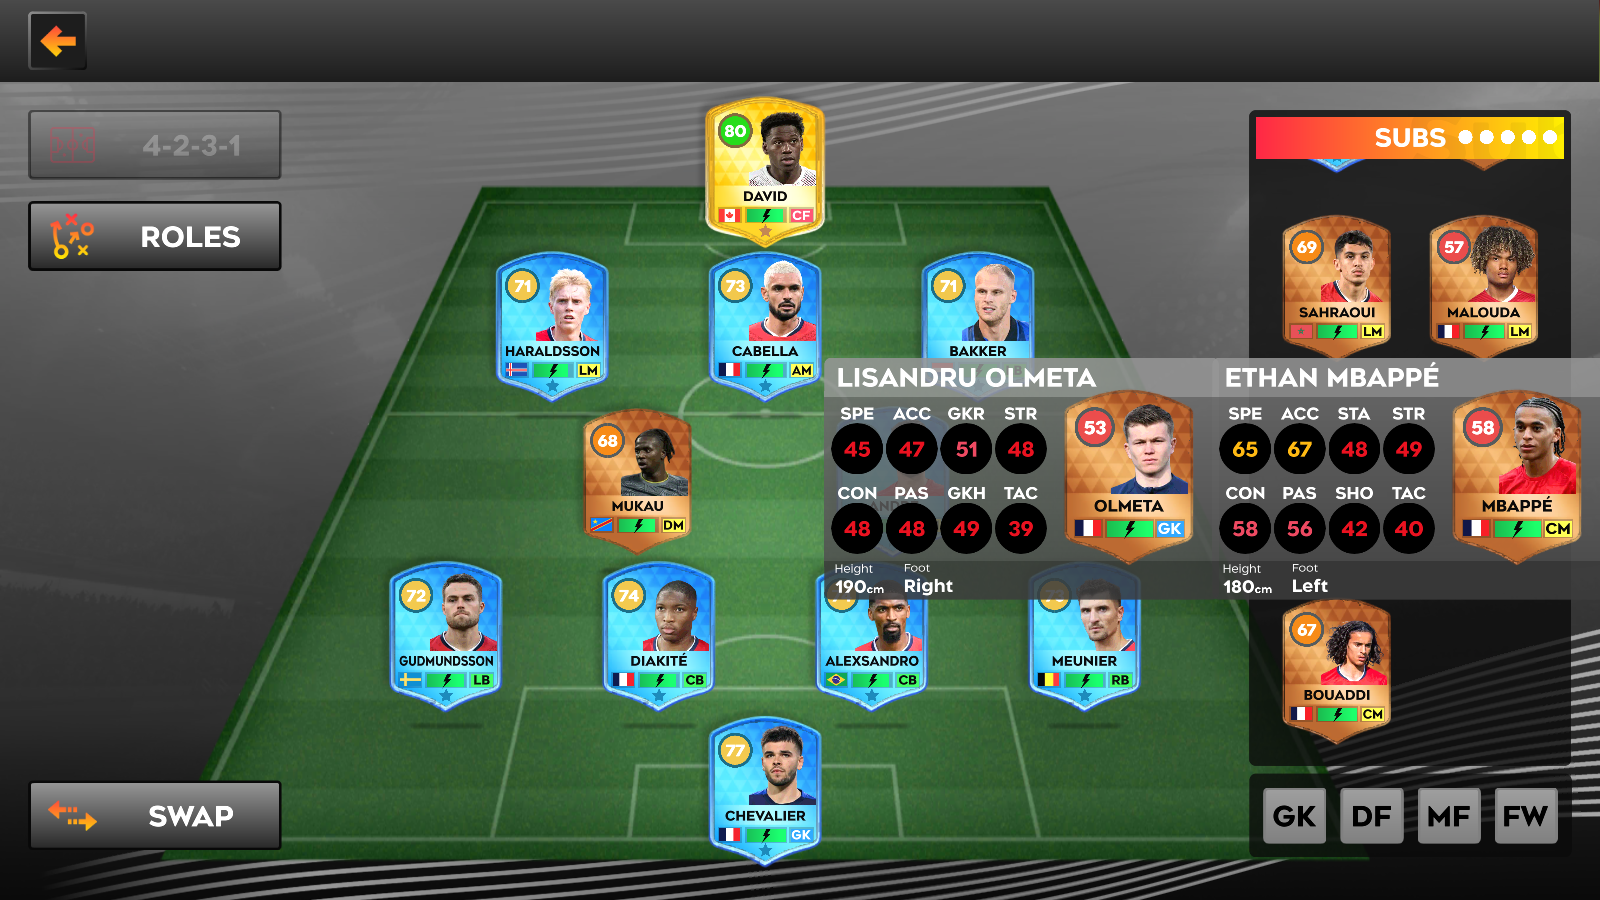 4-2-3-1
ROLES
SWAP
SUBS
80
DAVID
CF
71
HARALDSSON
LM
73
CABELLA
AM
71
BAKKER
68
MUKAU
DM
72
GUDMUNDSSON
LB
74
DIAKITÉ
CB
ALEXSANDRO
CB
MEUNIER
RB
77
CHEVALIER
GK
69
SAHRAOUI
LM
57
MALOUDA
LM
LISANDRU OLMETA
SPE ACC GKR STR
45 47 51 48
CON PAS GKH TAC
48 48 49 39
Height Foot
190cm Right
53
OLMETA
GK
ETHAN MBAPPÉ
SPE ACC STA STR
65 67 48 49
CON PAS SHO TAC
58 56 42 40
Height Foot
180cm Left
58
MBAPPÉ
CM
67
BOUADDI
CM
GK DF MF FW